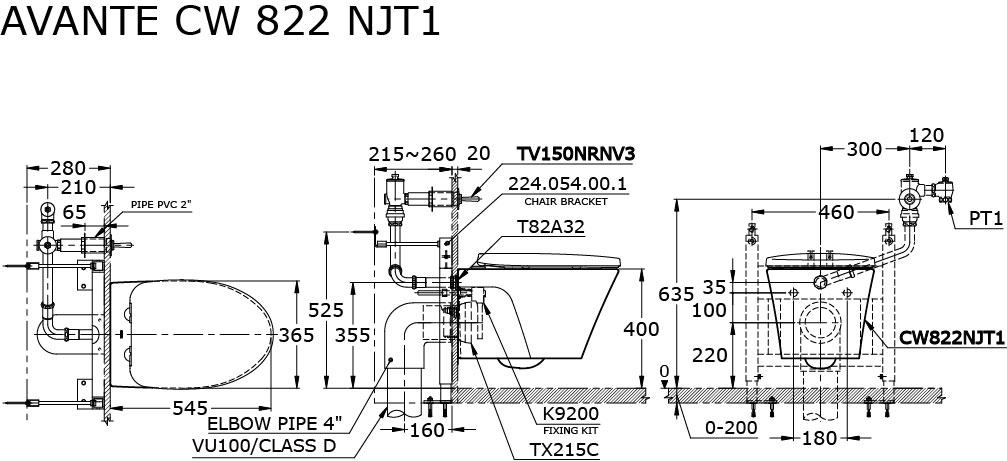 AVANTE CW 822 NJT1
280
210
65
PIPE PVC 2"
365
545
215~260
20
TV150NRNV3
224.054.00.1
CHAIR BRACKET
T82A32
525
355
400
ELBOW PIPE 4"
VU100/CLASS D
160
K9200
FIXING KIT
TX215C
120
300
460
PT1
635
35
100
220
0
CW822NJT1
0-200
180